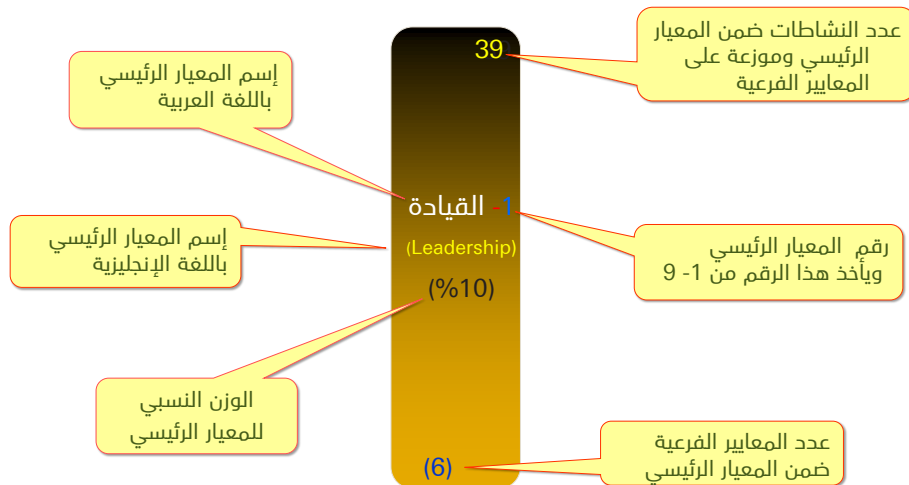 39
عدد النشاطات ضمن المعيار
الرئيسي وموزعة على
المعايير الفرعية
إسم المعيار الرئيسي
باللغة العربية
1- القيادة
(Leadership)
(%10)
رقم المعيار الرئيسي
ويأخذ هذا الرقم من 1- 9
إسم المعيار الرئيسي
باللغة الإنجليزية
الوزن النسبي
للمعيار الرئيسي
عدد المعايير الفرعية
ضمن المعيار الرئيسي
(6)